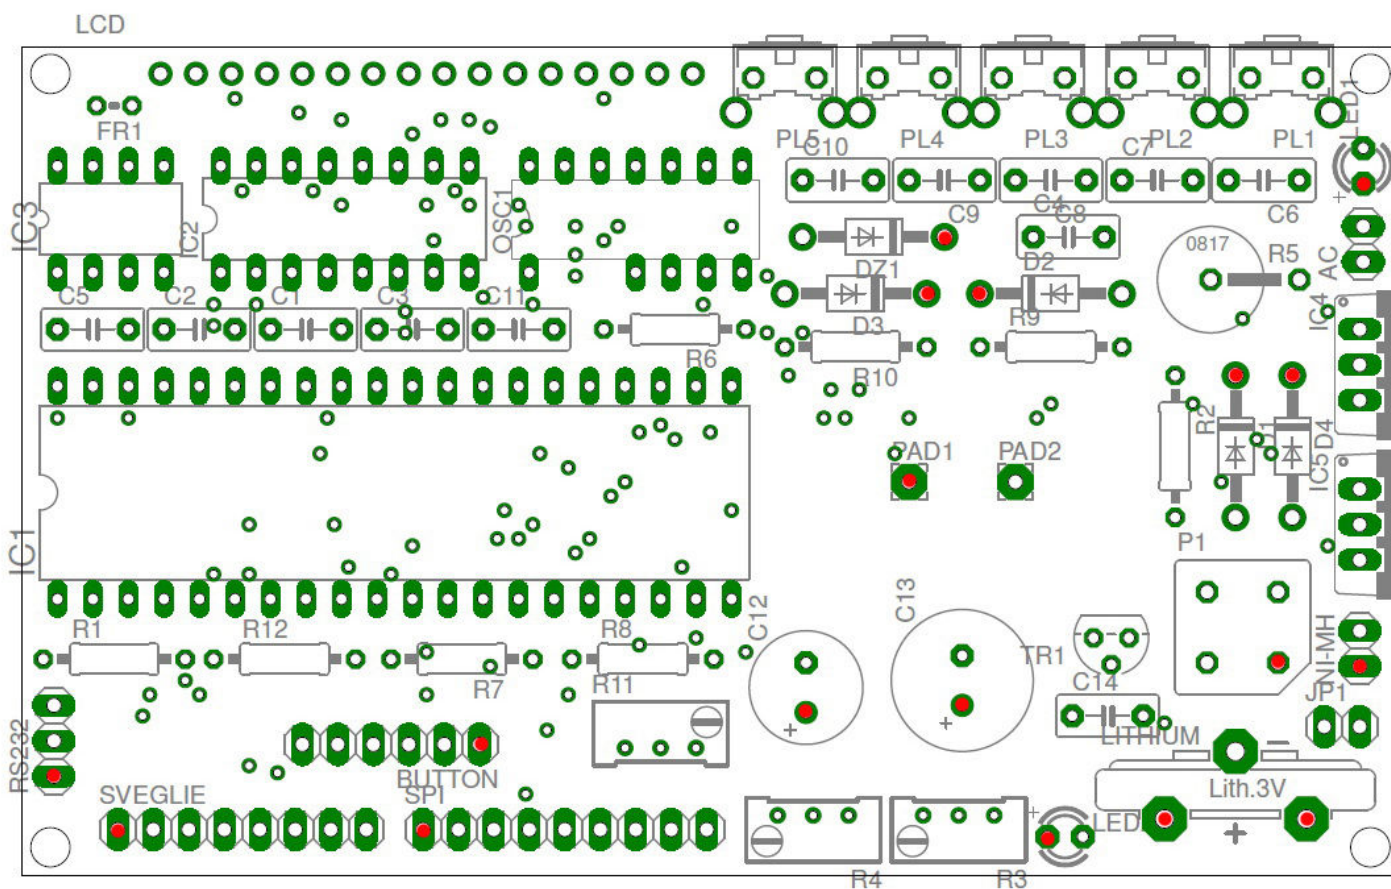 LCD
FR1
PL5
PL4
PL3
PL2
PL1
LED1
C10
C7
C9
C4
C8
C6
IC3
IC2
OSC1
DZ1
D2
0817
R5
AC
C5
C2
C1
C3
C11
D3
R9
IC4
R6
R10
R2
D1
D4
PAD1
PAD2
IC5
IC1
P1
R1
R12
R8
C12
C13
TR1
NI-MH
R7
R11
C14
JP1
RS232
BUTTON
LITHIUM
−
SVEGLIE
SPI
Lith.3V
LED
+
R4
R3